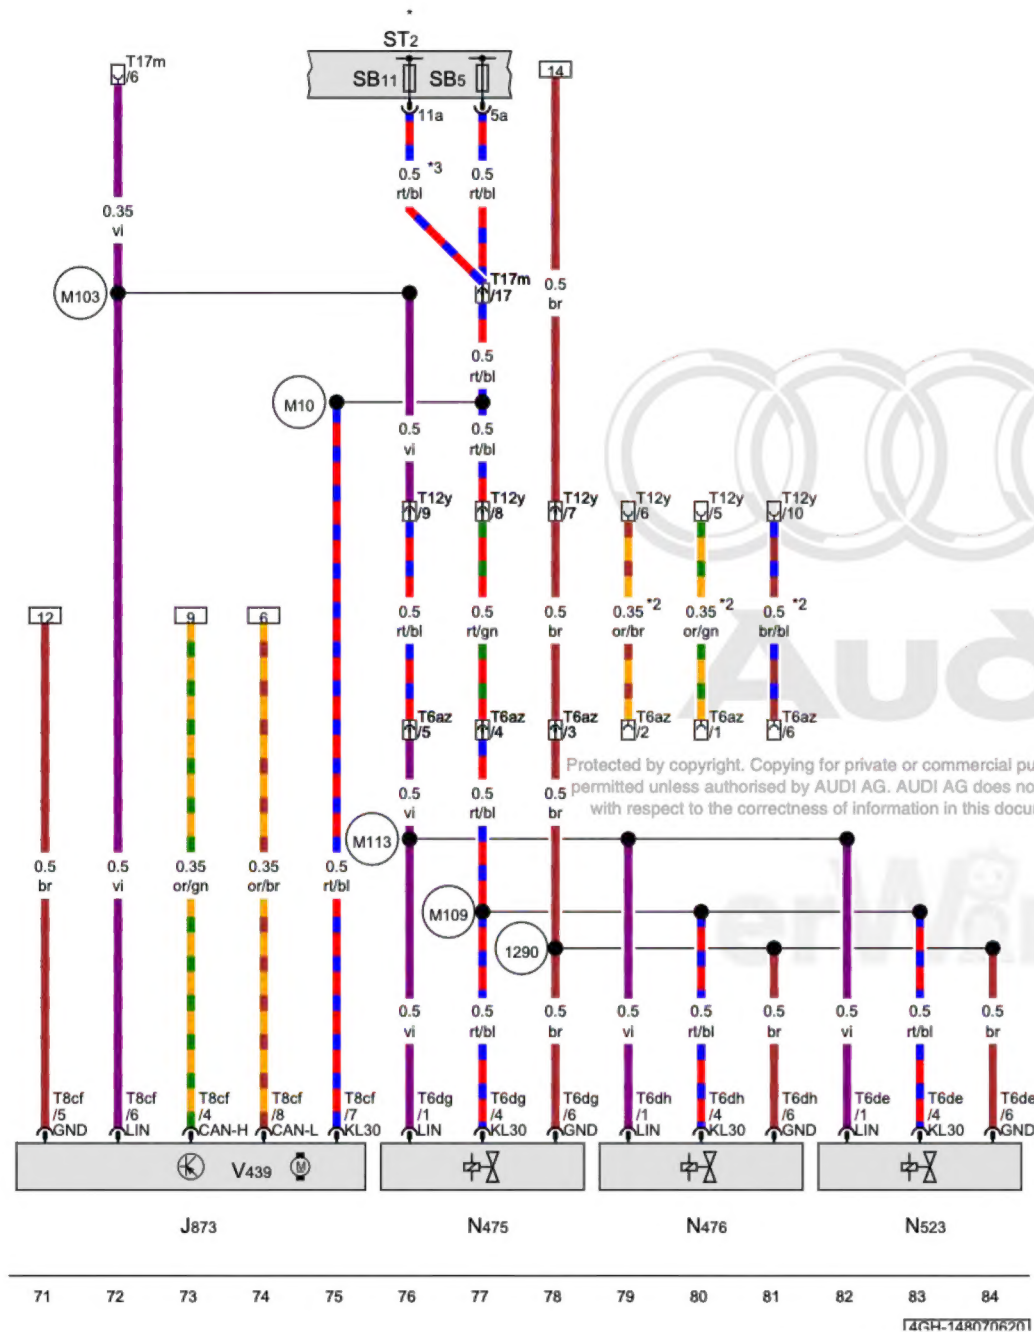 *
ST2
SB11 SB5
T17m
/6
14
11a 5a
0.5 *3
rt/bl
0.5
rt/bl
0.35
vi
M103
T17m
/17
0.5
br
0.5
rt/bl
M10
0.5
vi
0.5
rt/bl
T12y
/9
T12y
/8
T12y
/7
T12y
/6
T12y
/5
T12y
/10
12
9
6
0.5
rt/bl
0.5
rt/gn
0.5
br
0.35 *2
or/br
0.35 *2
or/gn
0.5 *2
br/bl
Audi
T6az
/5
T6az
/4
T6az
/3
T6az
/2
T6az
/1
T6az
/6
Protected by copyright. Copying for private or commercial pu
permitted unless authorised by AUDI AG. AUDI AG does no
with respect to the correctness of information in this docu
0.5
vi
0.5
rt/bl
0.5
br
M113
0.5
br
0.5
vi
0.35
or/gn
0.35
or/br
0.5
rt/bl
M109
1290
erWi
0.5
vi
0.5
rt/bl
0.5
br
0.5
vi
0.5
rt/bl
0.5
br
0.5
vi
0.5
rt/bl
0.5
br
T8cf
/5
GND
T8cf
/6
LIN
T8cf
/4
CAN-H
T8cf
/8
CAN-L
T8cf
/7
KL30
T6dg
/1
LIN
T6dg
/4
KL30
T6dg
/6
GND
T6dh
/1
LIN
T6dh
/4
KL30
T6dh
/6
GND
T6de
/1
LIN
T6de
/4
KL30
T6de
/6
GND
V439 M
J873 N475 N476 N523
71 72 73 74 75 76 77 78 79 80 81 82 83 84
4GH-148070620